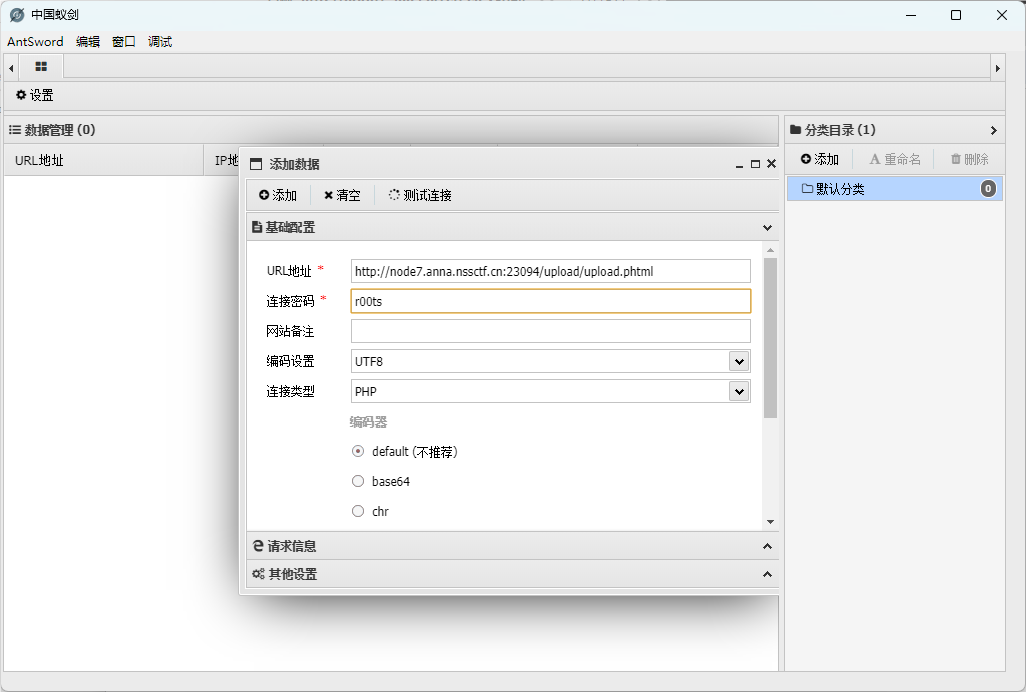 中国蚁剑
AntSword 编辑 窗口 调试
设置
数据管理 (0)
分类目录 (1)
URL地址
IP地
添加 重命名 删除
默认分类 0
添加数据
添加 清空 测试连接
基础配置
URL地址 * http://node7.anna.nssctf.cn:23094/upload/upload.phtml
连接密码 * r00ts
网站备注
编码设置 UTF8
连接类型 PHP
编码器
default (不推荐)
base64
chr
请求信息
其他设置